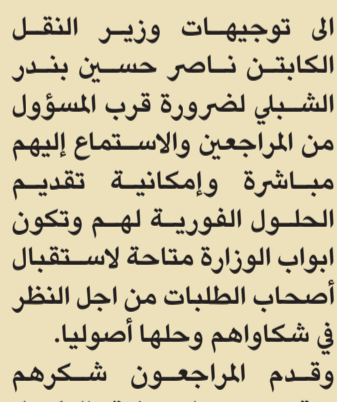 الى توجيهات وزير النقل
الكابتن ناصر حسين بندر
الشبلي لضرورة قرب المسؤول
من المراجعين والاستماع إليهم
مباشرة وإمكانية تقديم
الحلول الفورية لهم وتكون
ابواب الوزارة متاحة لاستقبال
أصحاب الطلبات من اجل النظر
في شكاواهم وحلها أصوليا.
وقدم المراجعون شكرهم